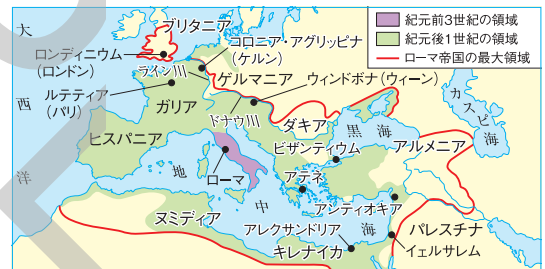 紀元前3世紀の領域
紀元後1世紀の領域
ローマ帝国の最大領域
大
西
洋
ブリタニア
ロンディニウム
(ロンドン)
コロニア・アグリッピナ
(ケルン)
ライン川
ゲルマニア
ルテティア
(パリ)
ウィンドボナ(ウィーン)
ガリア
ドナウ川
ダキア
カスピ海
黒海
ヒスパニア
ビザンティウム
アルメニア
ローマ
アテネ
地
中
海
アンティオキア
ヌミディア
アレクサンドリア
パレスチナ
キレナイカ
イェルサレム